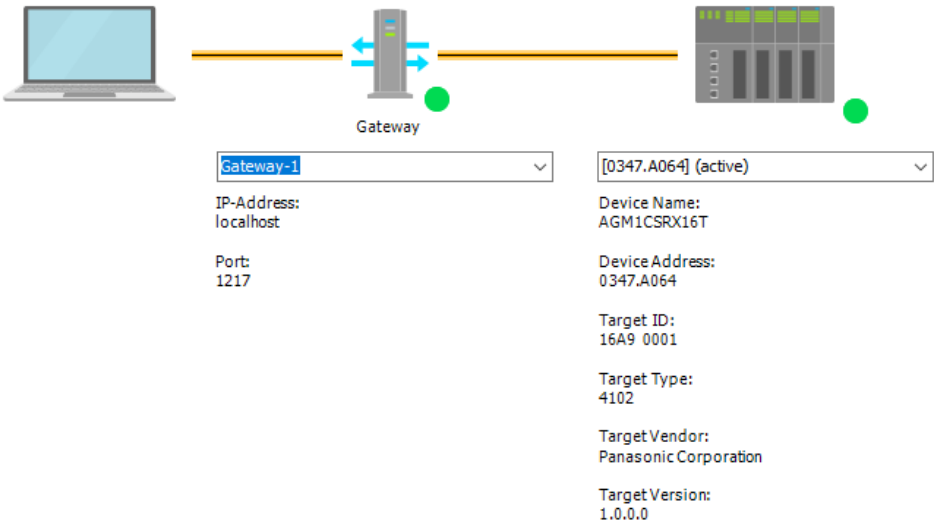 Gateway
Gateway-1
[0347.A064] (active)
IP-Address:
localhost
Port:
1217
Device Name:
AGM1CSRX16T
Device Address:
0347.A064
Target ID:
16A9 0001
Target Type:
4102
Target Vendor:
Panasonic Corporation
Target Version:
1.0.0.0